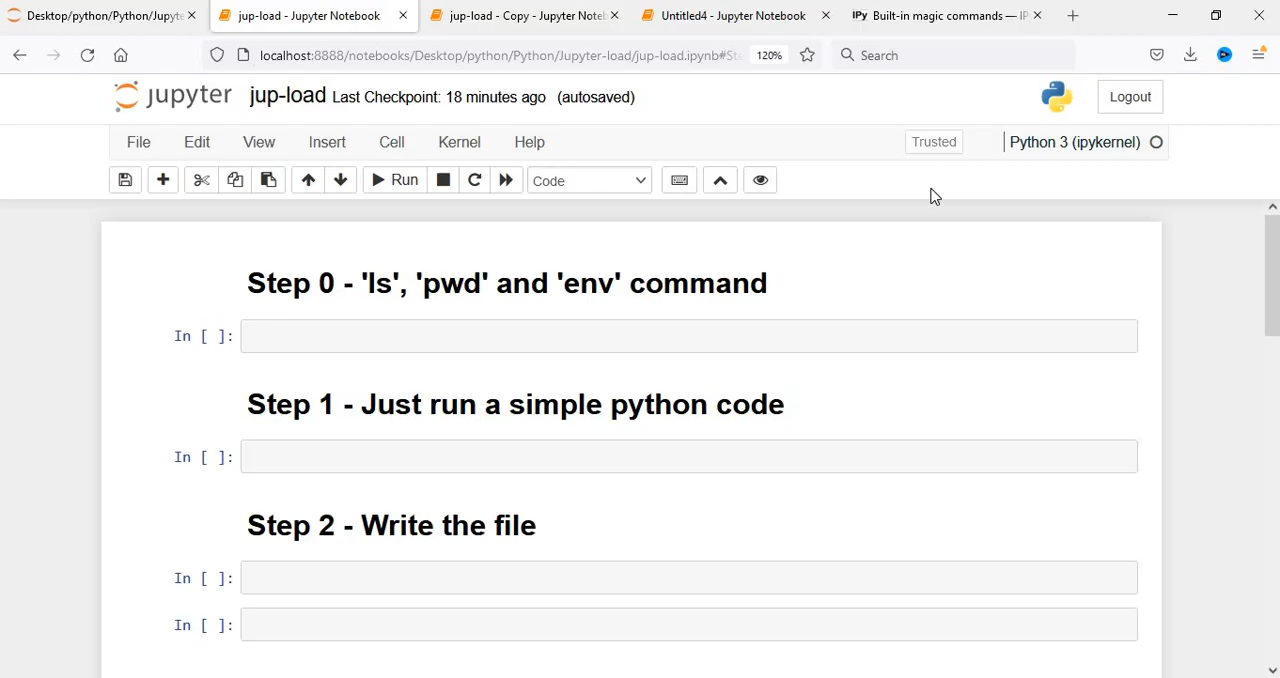 Desktop/python/Python/Jupyte
jup-load - Jupyter Notebook
jup-load - Copy - Jupyter Noteb
Untitled4 - Jupyter Notebook
IPy Built-in magic commands — IP
localhost:8888/notebooks/Desktop/python/Python/Jupyter-load/jup-load.ipynb#Ste
120%
Search
jupyter jup-load Last Checkpoint: 18 minutes ago (autosaved)
Logout
File Edit View Insert Cell Kernel Help
Trusted
Python 3 (ipykernel)
Run
Code
Step 0 - 'ls', 'pwd' and 'env' command
In [ ]:
Step 1 - Just run a simple python code
In [ ]:
Step 2 - Write the file
In [ ]:
In [ ]: